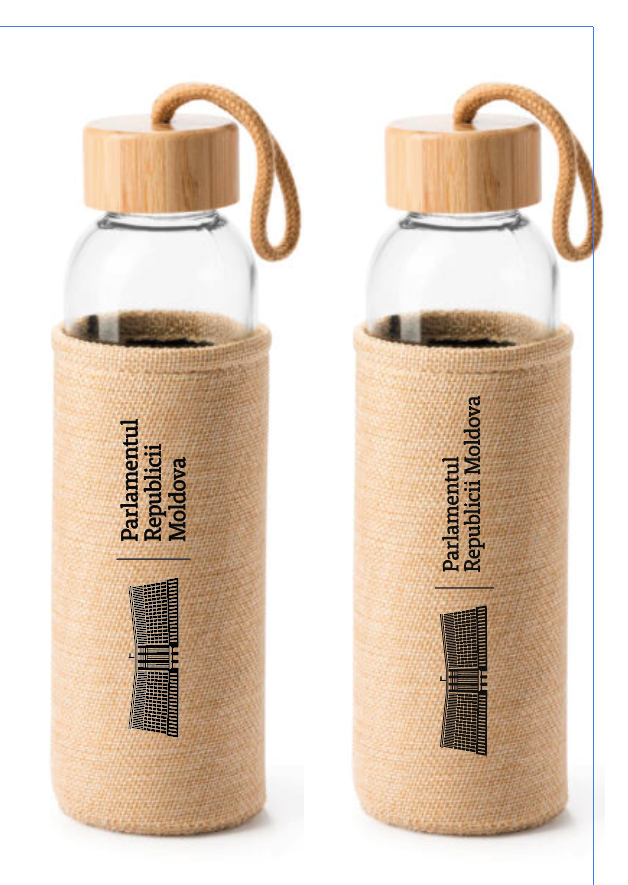 Parlamentul
Republicii
Moldova
Parlamentul
Republicii Moldova